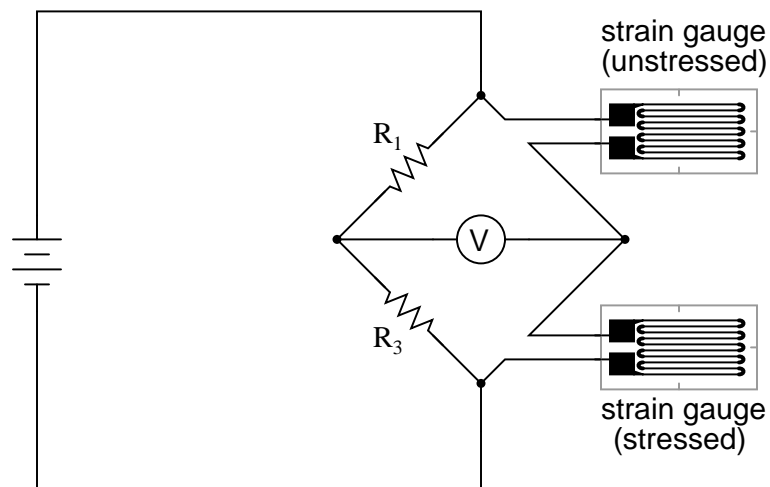 strain gauge
(unstressed)
R1
V
R3
strain gauge
(stressed)